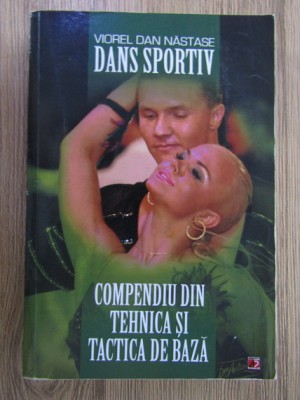 VIOREL DAN NĂSTASE
DANS SPORTIV
COMPENDIU DIN
TEHNICA ȘI
TACTICA DE BAZĂ